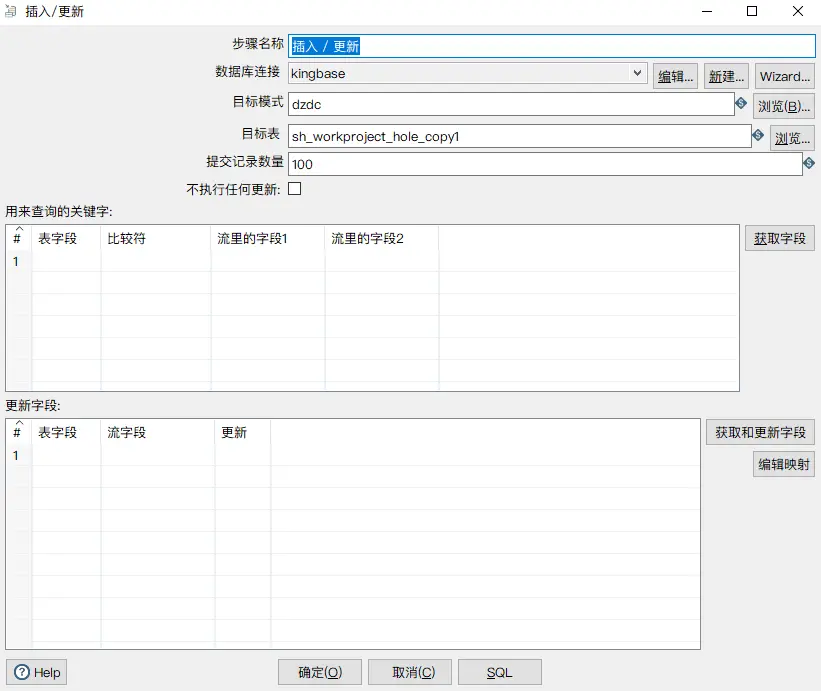 插入/更新
步骤名称 插入 / 更新
数据库连接 kingbase 编辑... 新建... Wizard...
目标模式 dzdc 浏览(B)...
目标表 sh_workproject_hole_copy1 浏览...
提交记录数量 100
不执行任何更新:
用来查询的关键字:
# 表字段 比较符 流里的字段1 流里的字段2 获取字段
1
更新字段:
# 表字段 流字段 更新 获取和更新字段
1 编辑映射
Help 确定(O) 取消(C) SQL